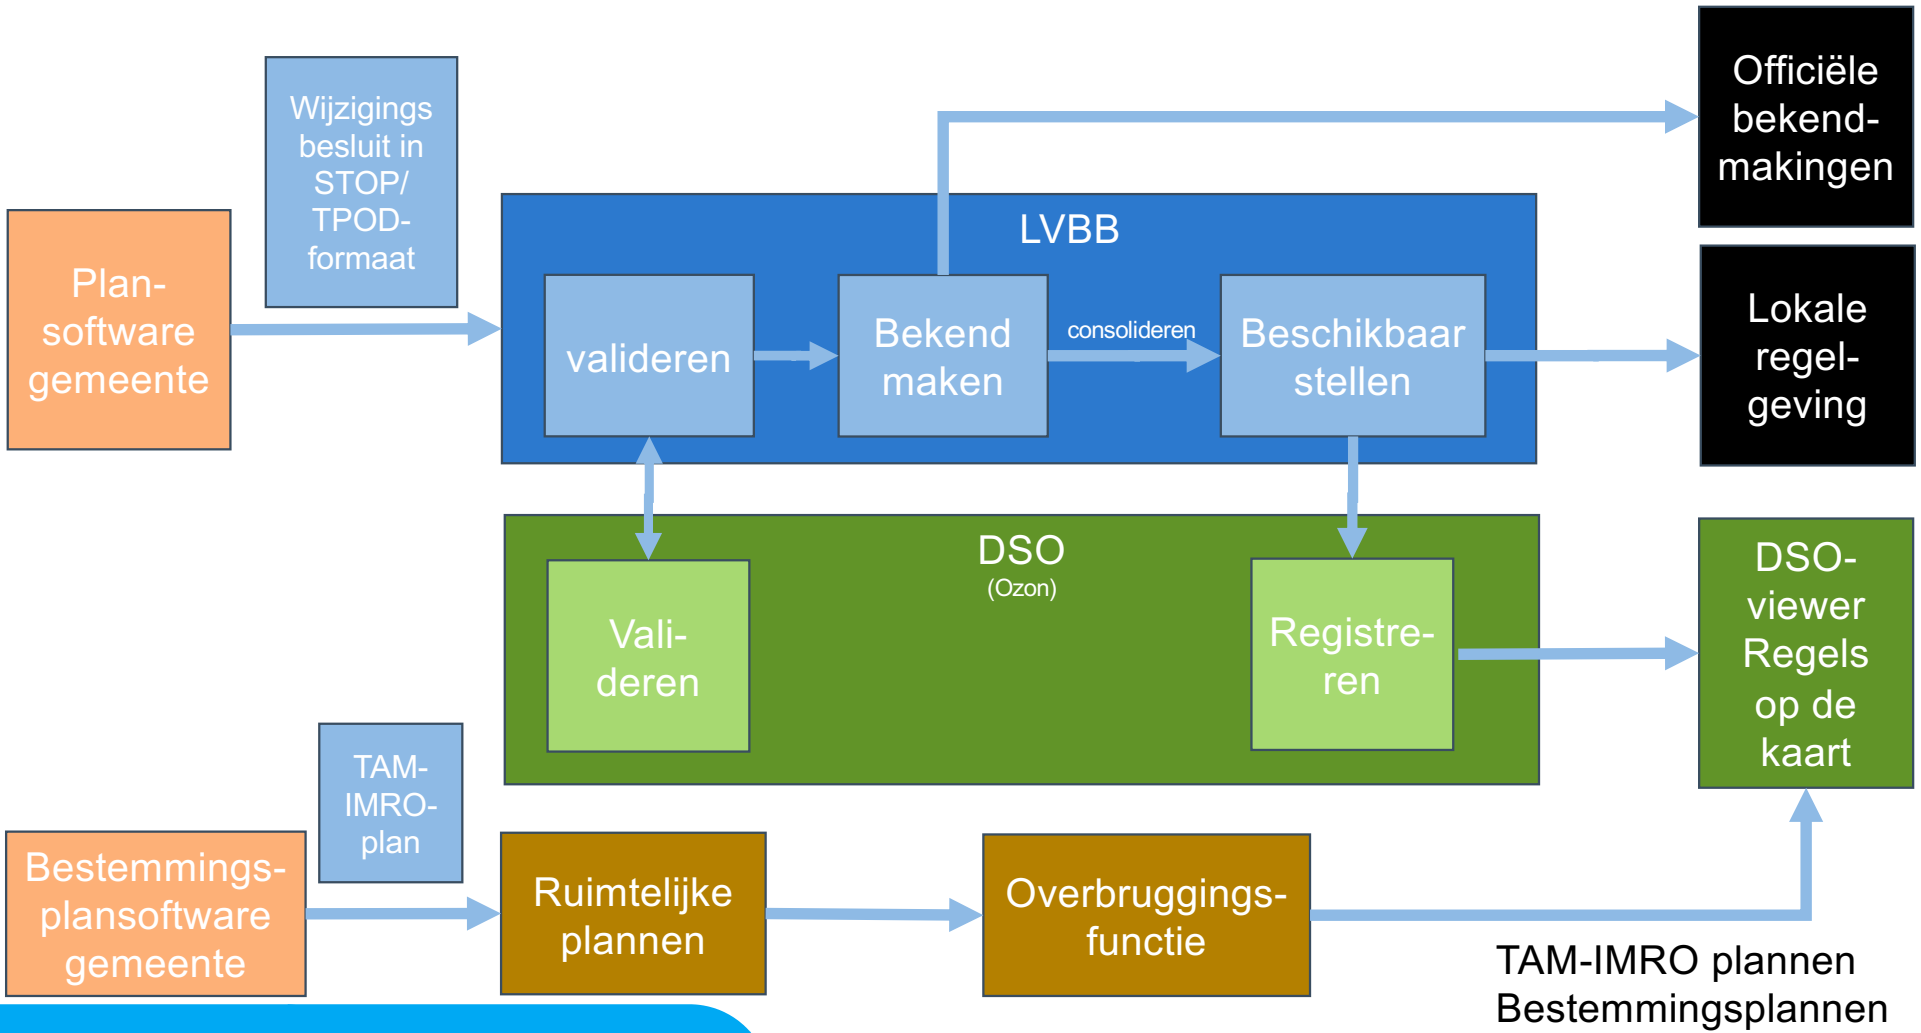 Plan-
software
gemeente
Wijzigings
besluit in
STOP/
TPOD-
formaat
LVBB
valideren
Bekend
maken
consolideren
Beschikbaar
stellen
Officiële
bekend-
makingen
Lokale
regel-
geving
DSO
(Ozon)
Vali-
deren
Registre-
ren
DSO-
viewer
Regels
op de
kaart
Bestemmings-
plansoftware
gemeente
TAM-
IMRO-
plan
Ruimtelijke
plannen
Overbruggings-
functie
TAM-IMRO plannen
Bestemmingsplannen